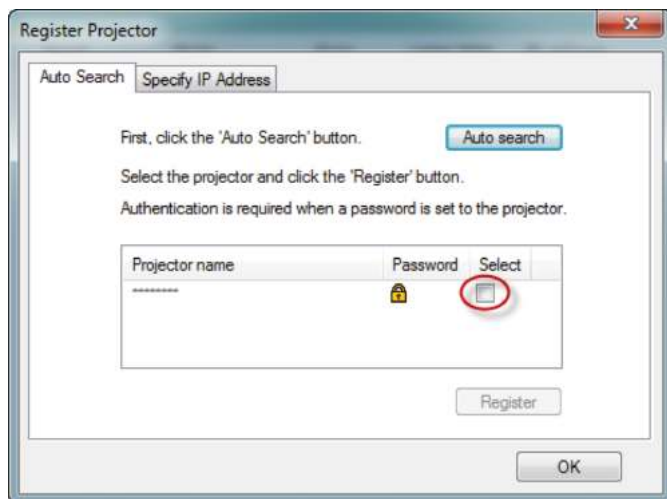 Register Projector
Auto Search Specify IP Address
First, click the 'Auto Search' button. Auto search
Select the projector and click the 'Register' button.
Authentication is required when a password is set to the projector.
Projector name Password Select
********
Register
OK